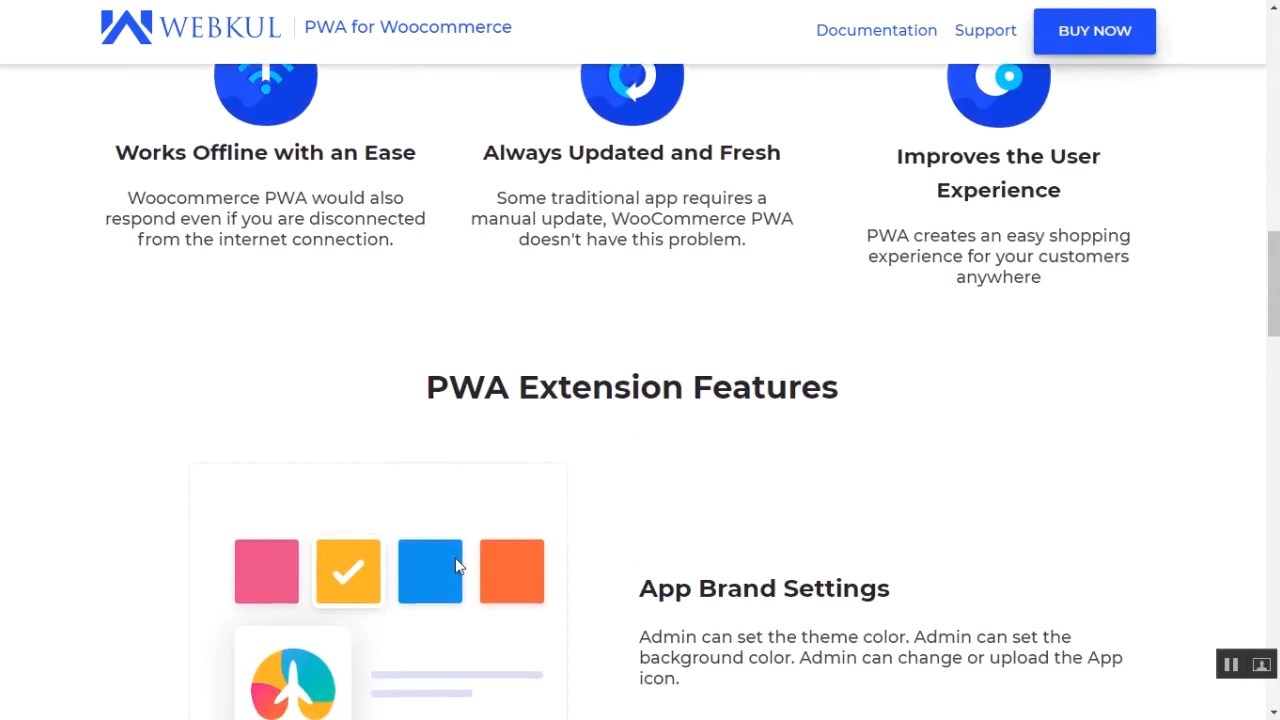 WEBKUL PWA for Woocommerce Documentation Support BUY NOW
Works Offline with an Ease
Woocommerce PWA would also
respond even if you are disconnected
from the internet connection.
Always Updated and Fresh
Some traditional app requires a
manual update, WooCommerce PWA
doesn't have this problem.
Improves the User
Experience
PWA creates an easy shopping
experience for your customers
anywhere
PWA Extension Features
App Brand Settings
Admin can set the theme color. Admin can set the
background color. Admin can change or upload the App
icon.